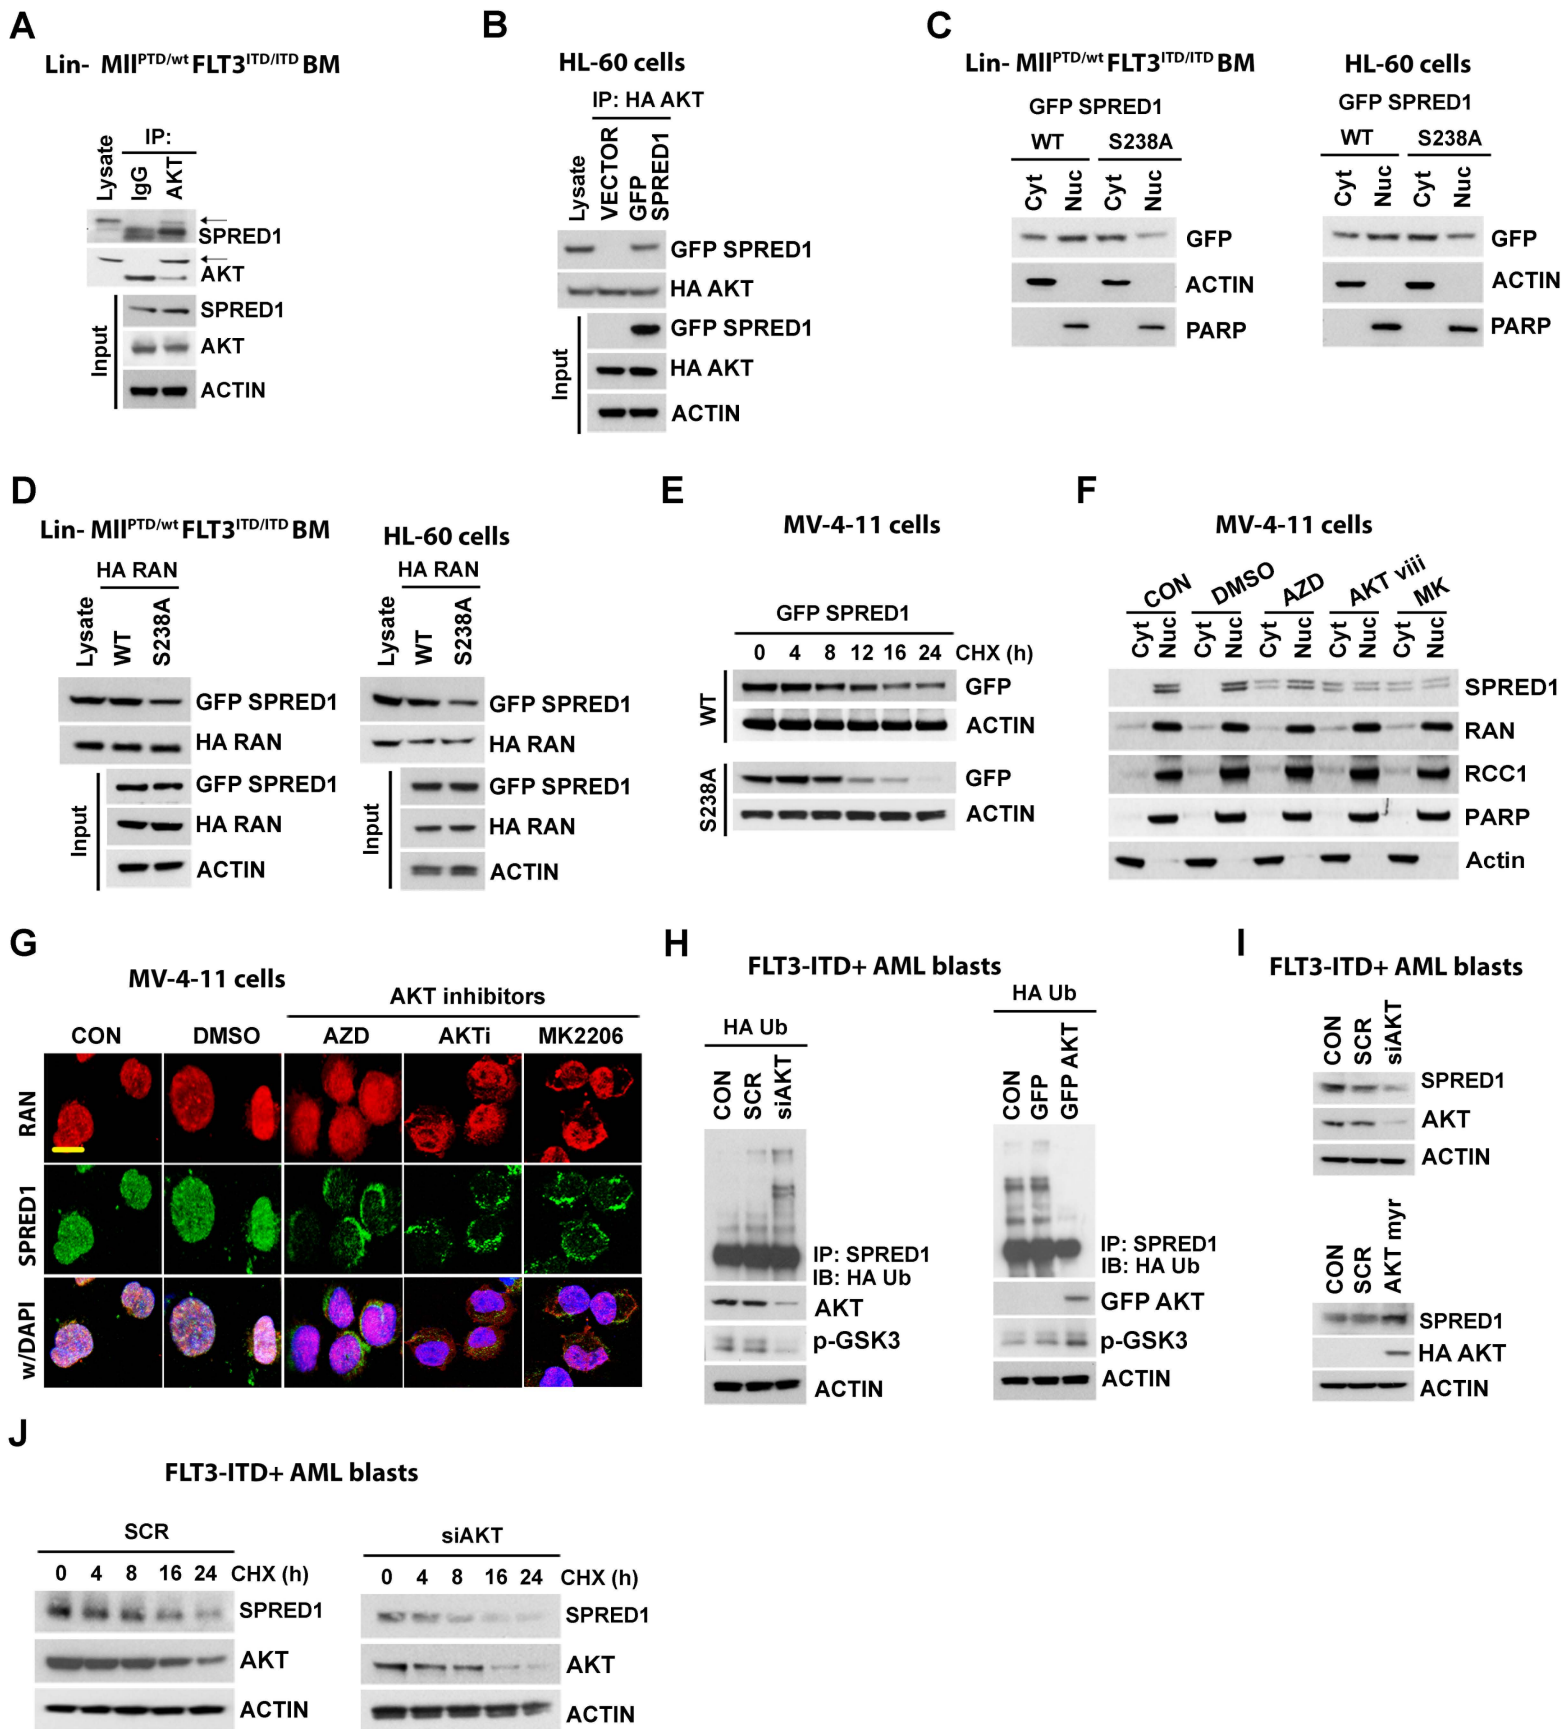 A
Lin- Mll^PTD/wt FLT3^ITD/ITD BM
IP:
Lysate
IgG
AKT
SPRED1
AKT
Input
SPRED1
AKT
ACTIN
B
HL-60 cells
IP: HA AKT
Lysate
VECTOR
GFP
SPRED1
GFP SPRED1
HA AKT
Input
GFP SPRED1
HA AKT
ACTIN
C
Lin- Mll^PTD/wt FLT3^ITD/ITD BM
GFP SPRED1
WT S238A
Cyt Nuc Cyt Nuc
GFP
ACTIN
PARP
HL-60 cells
GFP SPRED1
WT S238A
Cyt Nuc Cyt Nuc
GFP
ACTIN
PARP
D
Lin- Mll^PTD/wt FLT3^ITD/ITD BM
HA RAN
Lysate WT S238A
GFP SPRED1
HA RAN
Input
GFP SPRED1
HA RAN
ACTIN
HL-60 cells
HA RAN
Lysate WT S238A
GFP SPRED1
HA RAN
Input
GFP SPRED1
HA RAN
ACTIN
E
MV-4-11 cells
GFP SPRED1
0 4 8 12 16 24 CHX (h)
WT
GFP
ACTIN
S238A
GFP
ACTIN
F
MV-4-11 cells
CON DMSO AZD AKT viii MK
Cyt Nuc Cyt Nuc Cyt Nuc Cyt Nuc Cyt Nuc
SPRED1
RAN
RCC1
PARP
Actin
G
MV-4-11 cells
AKT inhibitors
CON DMSO AZD AKTi MK2206
RAN
SPRED1
w/DAPI
H
FLT3-ITD+ AML blasts
HA Ub
CON SCR siAKT
IP: SPRED1
IB: HA Ub
AKT
p-GSK3
ACTIN
HA Ub
CON GFP GFP AKT
IP: SPRED1
IB: HA Ub
GFP AKT
p-GSK3
ACTIN
I
FLT3-ITD+ AML blasts
CON SCR siAKT
SPRED1
AKT
ACTIN
CON SCR AKT myr
SPRED1
HA AKT
ACTIN
J
FLT3-ITD+ AML blasts
SCR
0 4 8 16 24 CHX (h)
SPRED1
AKT
ACTIN
siAKT
0 4 8 16 24 CHX (h)
SPRED1
AKT
ACTIN